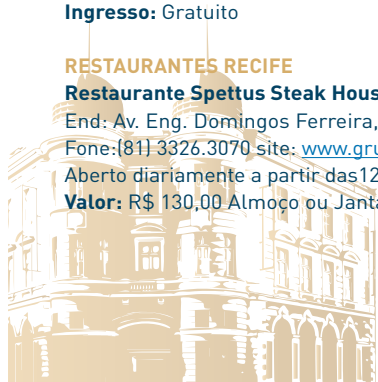 Ingresso: Gratuito
RESTAURANTES RECIFE
Restaurante Spettus Steak Hous
End: Av. Eng. Domingos Ferreira,
Fone:(81) 3326.3070 site: www.gru
Aberto diariamente a partir das12
Valor: R$ 130,00 Almoço ou Janta